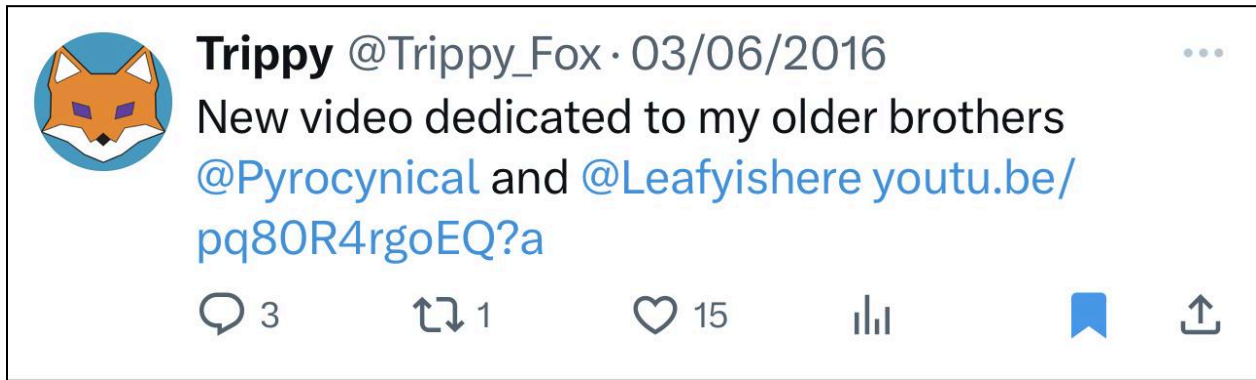 Trippy @Trippy_Fox · 03/06/2016
New video dedicated to my older brothers
@Pyrocynical and @Leafyishere youtu.be/
pq80R4rgoEQ?a
3 1 15